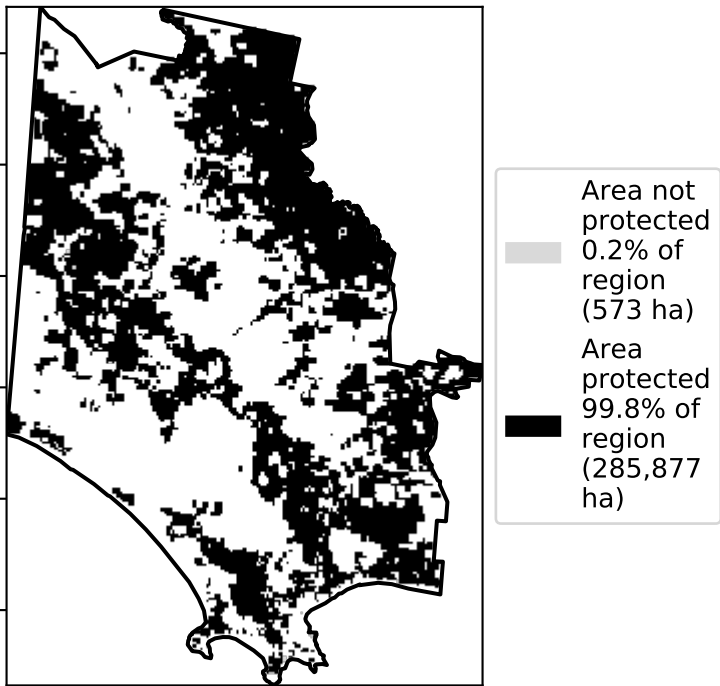 Area not
protected
0.2% of
region
(573 ha)
Area
protected
99.8% of
region
(285,877
ha)